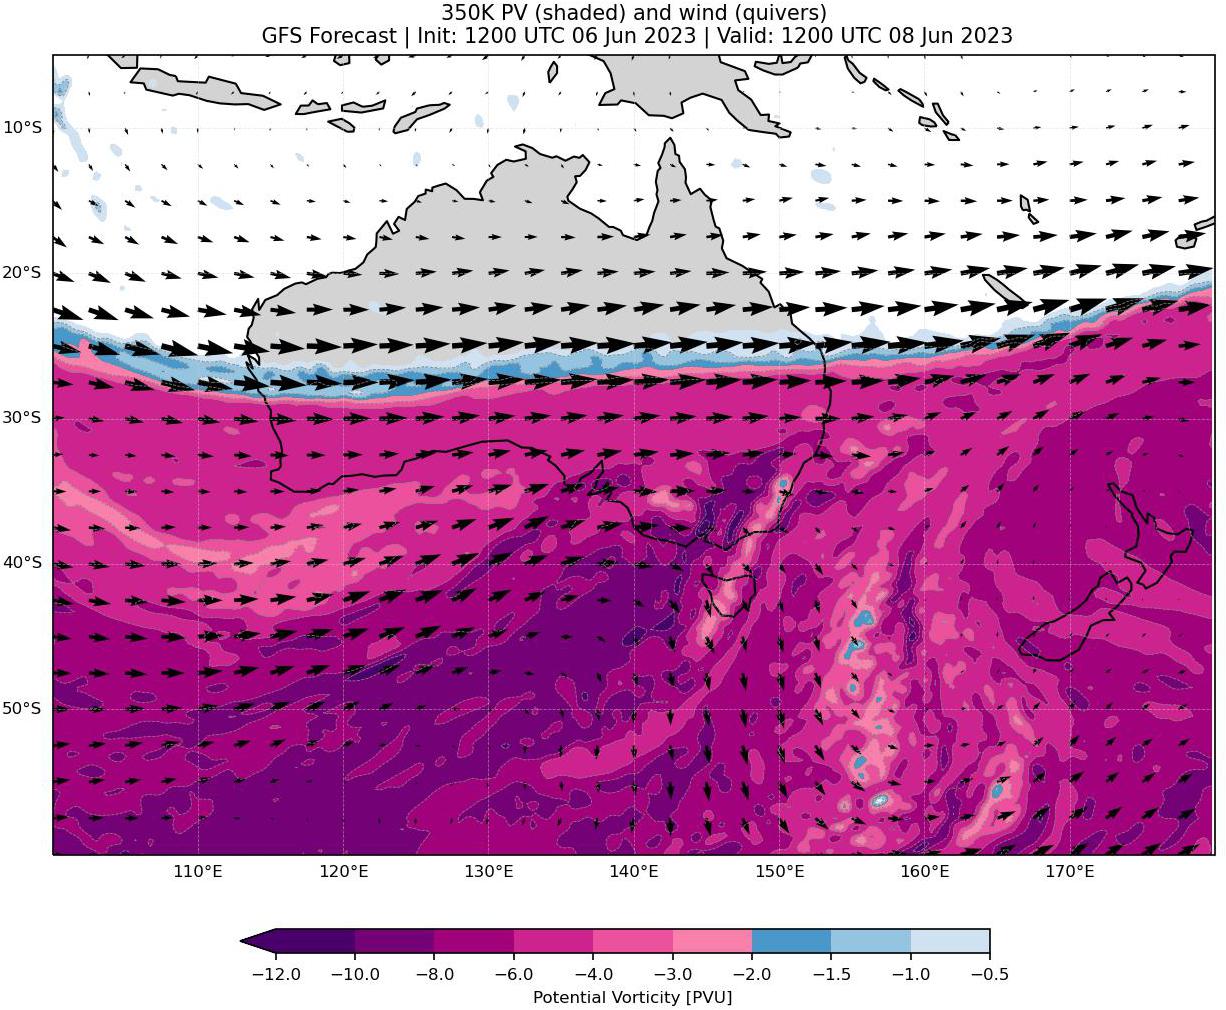 350K PV (shaded) and wind (quivers)
GFS Forecast | Init: 1200 UTC 06 Jun 2023 | Valid: 1200 UTC 08 Jun 2023
10°S
20°S
30°S
40°S
50°S
110°E 120°E 130°E 140°E 150°E 160°E 170°E
−12.0 −10.0 −8.0 −6.0 −4.0 −3.0 −2.0 −1.5 −1.0 −0.5
Potential Vorticity [PVU]